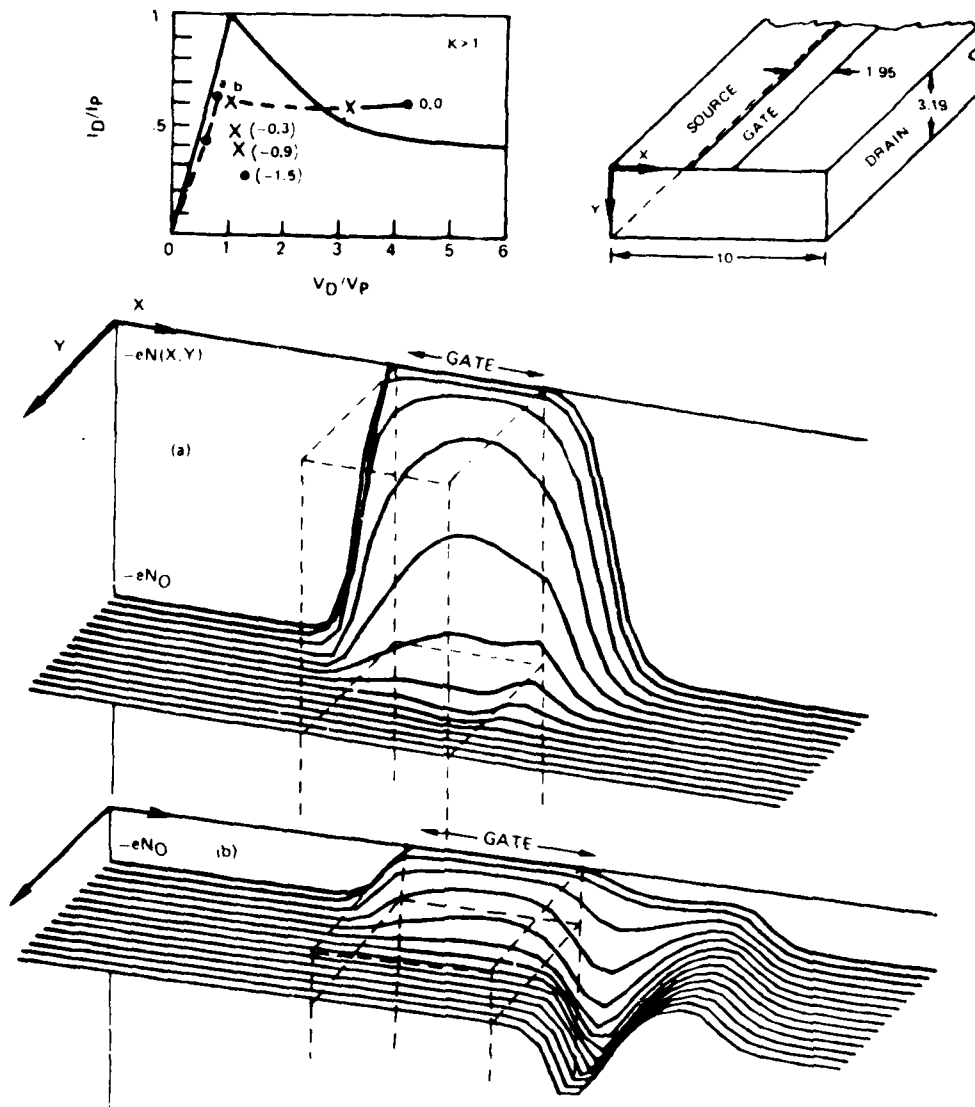 1
.5
I_D/I_P
K > 1
a b
0.0
(-0.3)
(-0.9)
(-1.5)
0 1 2 3 4 5 6
V_D/V_P
SOURCE
GATE
DRAIN
1.95
3.19
X
Y
10
X
Y
-eN(X,Y)
GATE
(a)
-eN_O
GATE
-eN_O (b)